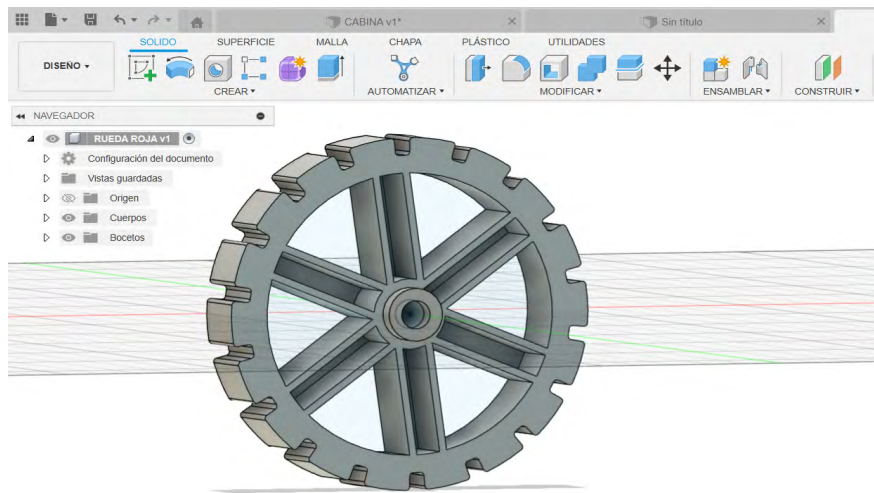 CABINA v1*
Sin título
SOLIDO SUPERFICIE MALLA CHAPA PLÁSTICO UTILIDADES
DISEÑO
CREAR AUTOMATIZAR MODIFICAR ENSAMBLAR CONSTRUIR
NAVEGADOR
RUEDA ROJA v1
Configuración del documento
Vistas guardadas
Origen
Cuerpos
Bocetos